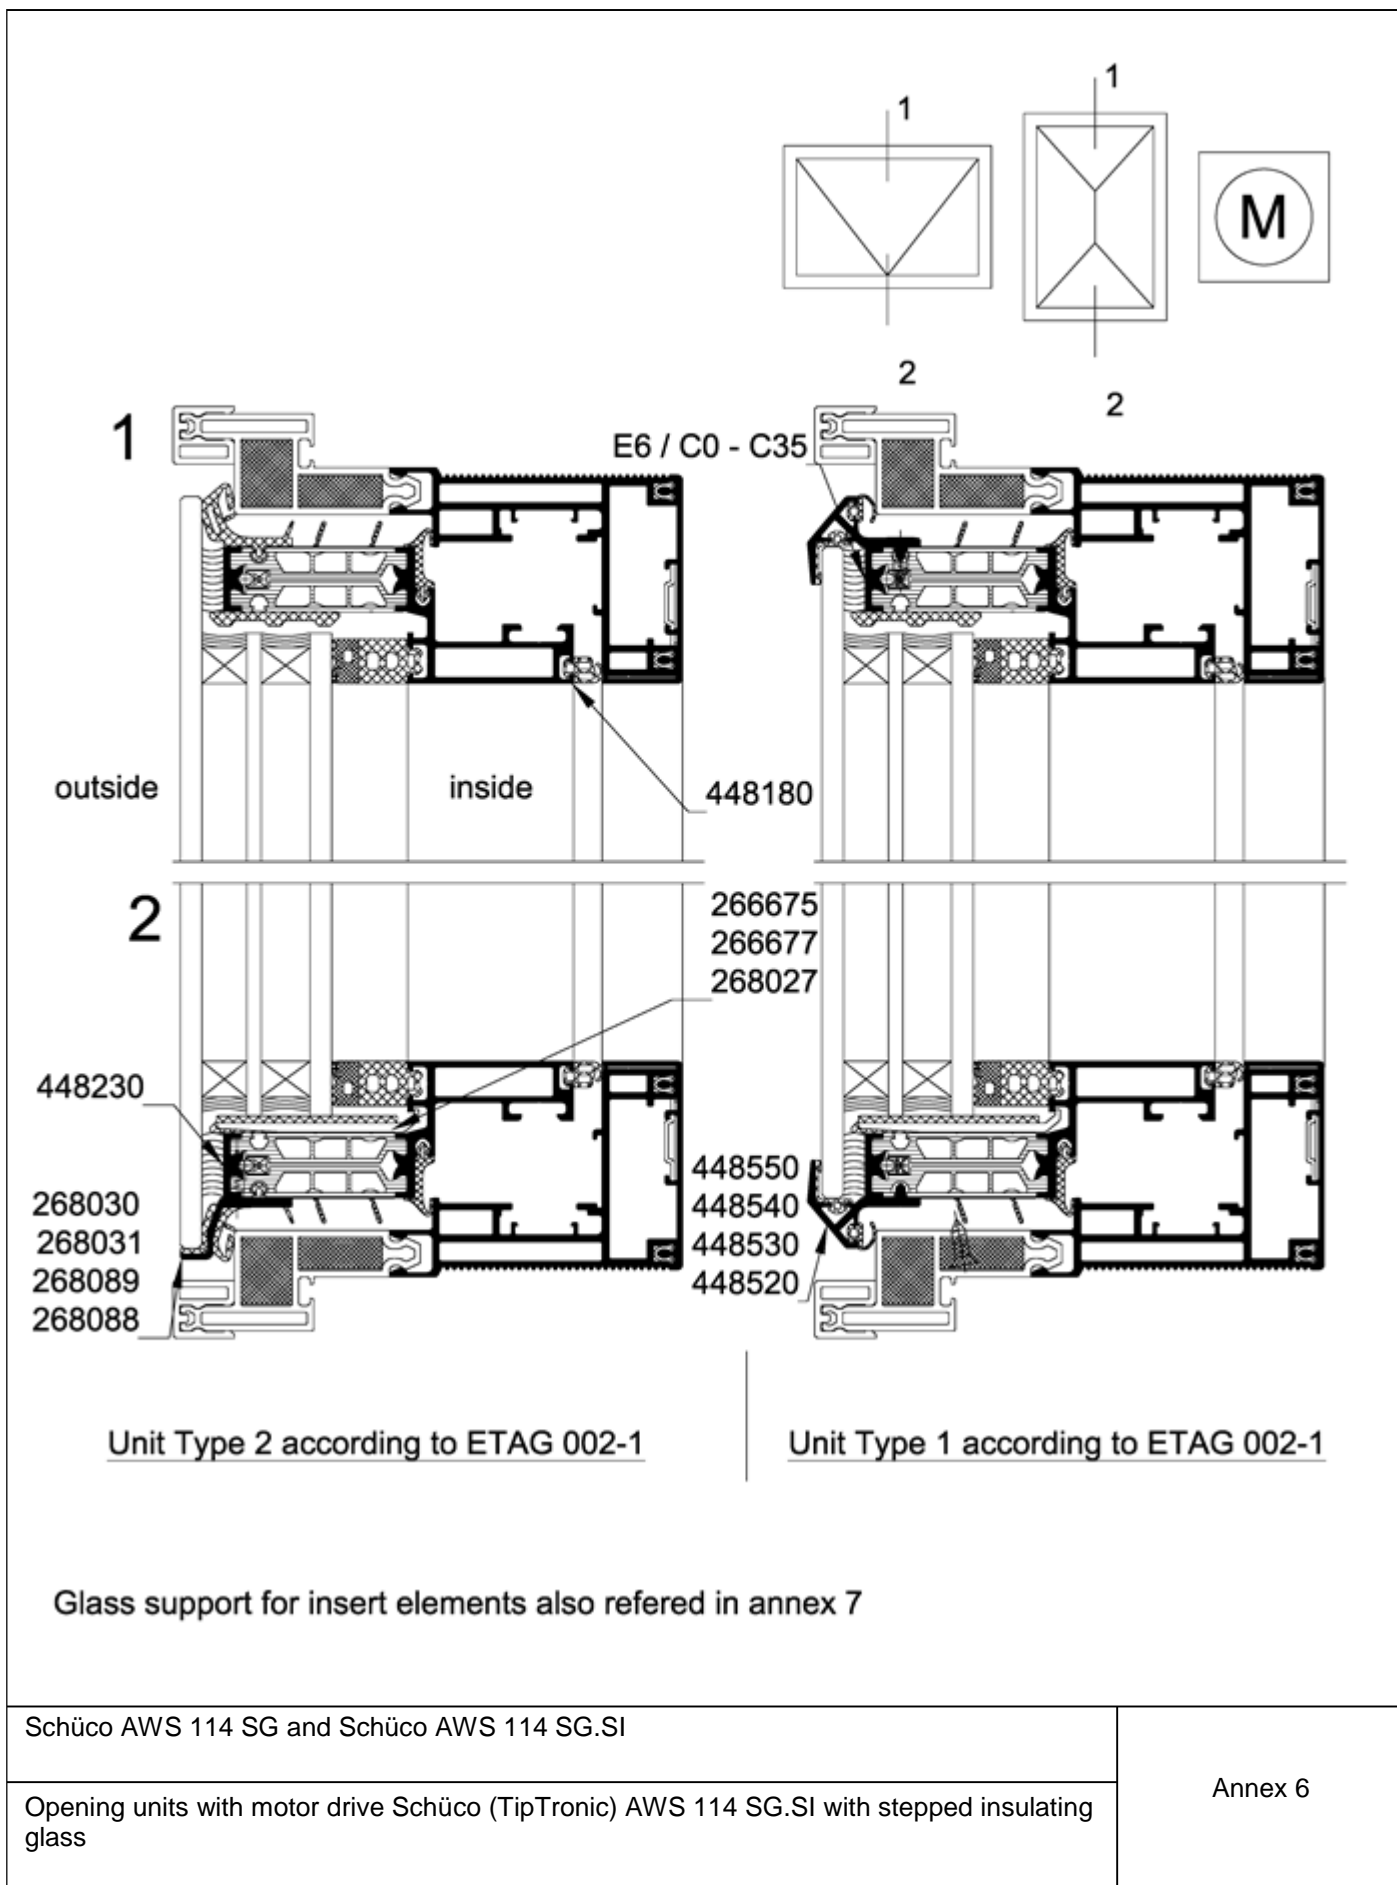 1
1
M
2
2
1
E6 / C0 - C35
outside
inside
448180
2
266675
266677
268027
448230
268030
268031
268089
268088
448550
448540
448530
448520
Unit Type 2 according to ETAG 002-1
Unit Type 1 according to ETAG 002-1
Glass support for insert elements also refered in annex 7
Schüco AWS 114 SG and Schüco AWS 114 SG.SI
Annex 6
Opening units with motor drive Schüco (TipTronic) AWS 114 SG.SI with stepped insulating
glass